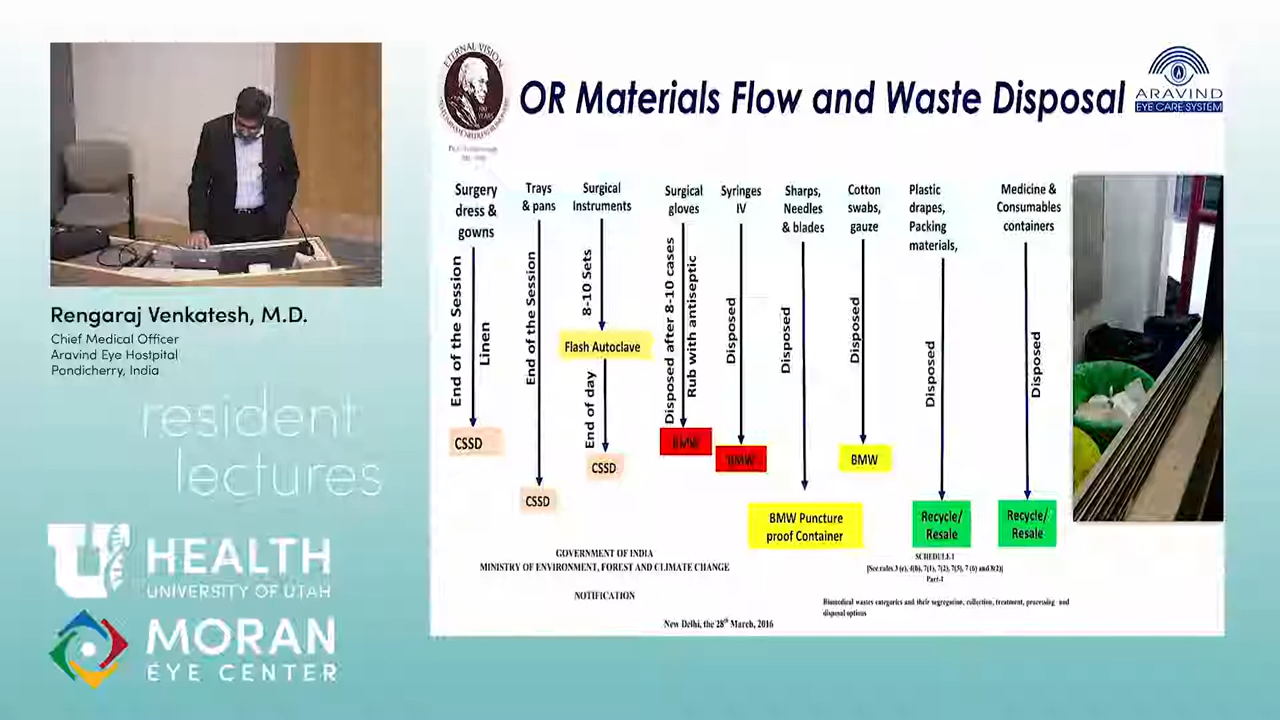 Rengaraj Venkatesh, M.D.
Chief Medical Officer
Aravind Eye Hostpital
Pondicherry, India
resident
lectures
U
HEALTH
UNIVERSITY OF UTAH
MORAN
EYE CENTER
ETERNAL VISION
OR Materials Flow and Waste Disposal
ARAVIND
EYE CARE SYSTEM
Surgery
dress &
gowns
End of the Session
Linen
CSSD
Trays
& pans
End of the Session
CSSD
Surgical
Instruments
8-10 Sets
Flash Autoclave
End of day
CSSD
Surgical
gloves
Disposed after 8-10 cases
Rub with antiseptic
BMW
Syringes
IV
Disposed
BMW
Sharps,
Needles
& blades
Disposed
BMW Puncture
proof Container
Cotton
swabs,
gauze
Disposed
BMW
Plastic
drapes,
Packing
materials,
Disposed
Recycle/
Resale
Medicine &
Consumables
containers
Disposed
Recycle/
Resale
GOVERNMENT OF INDIA
MINISTRY OF ENVIRONMENT, FOREST AND CLIMATE CHANGE
NOTIFICATION
New Delhi, the 28th March, 2016
SCHEDULE-I
Part-1
Biomedical wastes categories and their segregation, collection, treatment, processing and
disposal options